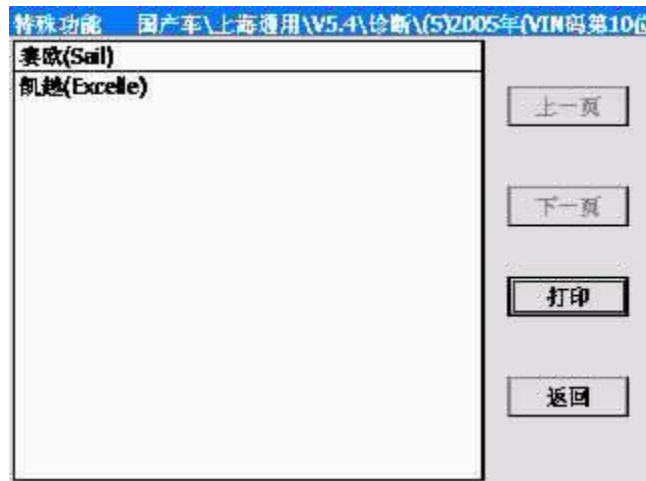 特殊功能 国产车\上海通用\V5.4\诊断\(5)2005年(VIN码第10位
赛欧(Sail)
凯越(Excelle)
上一页
下一页
打印
返回